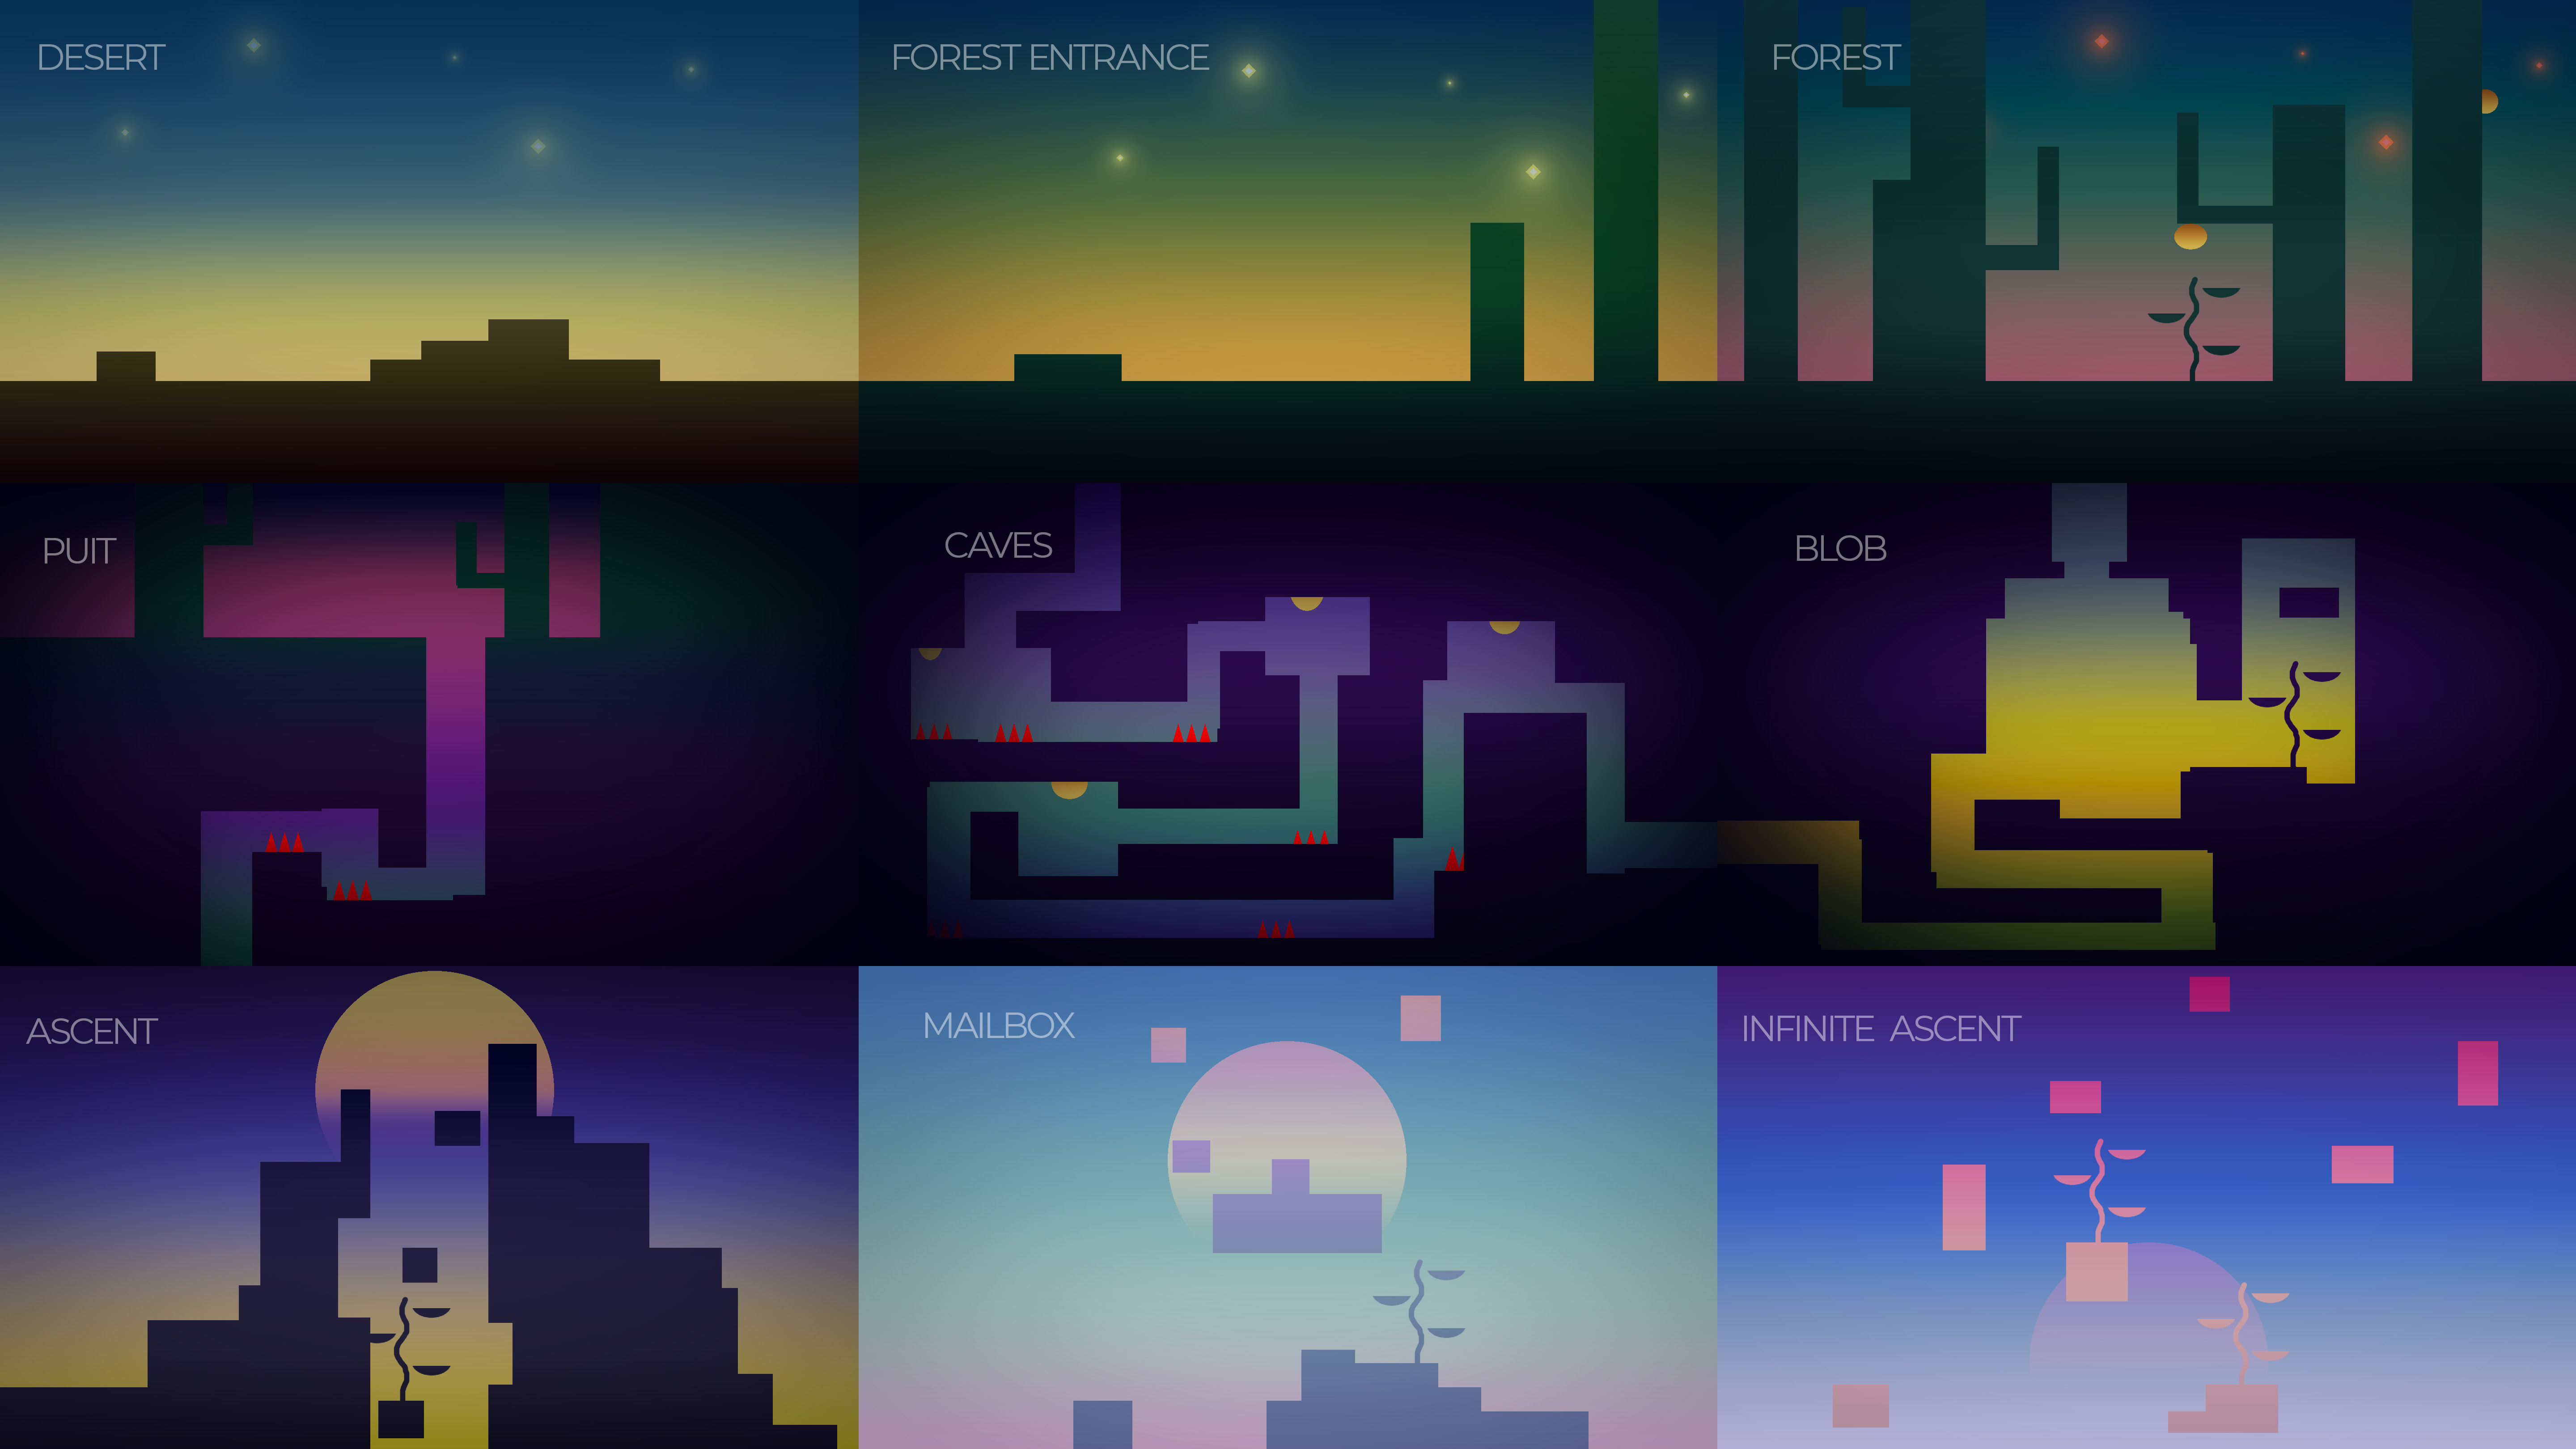 DESERT
FOREST ENTRANCE
FOREST
PUIT
CAVES
BLOB
ASCENT
MAILBOX
INFINITE ASCENT